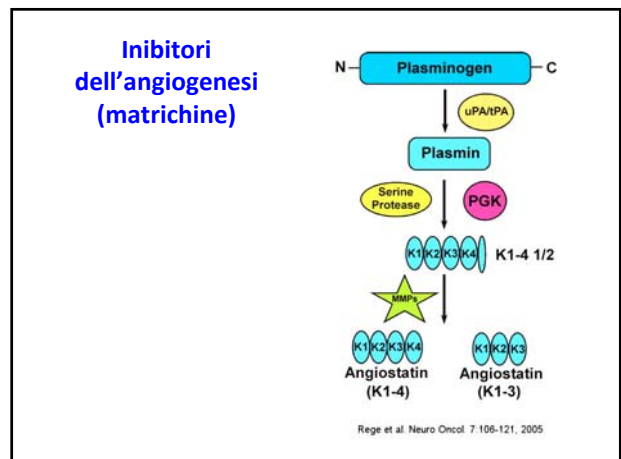 Inibitori
dell'angiogenesi
(matrichine)
N
Plasminogen
C
uPA/tPA
Plasmin
Serine
Protease
PGK
K1 K2 K3 K4
K1-4 1/2
MMPs
K1 K2 K3 K4
K1 K2 K3
Angiostatin
(K1-4)
Angiostatin
(K1-3)
Rege et al. Neuro Oncol. 7:106-121, 2005